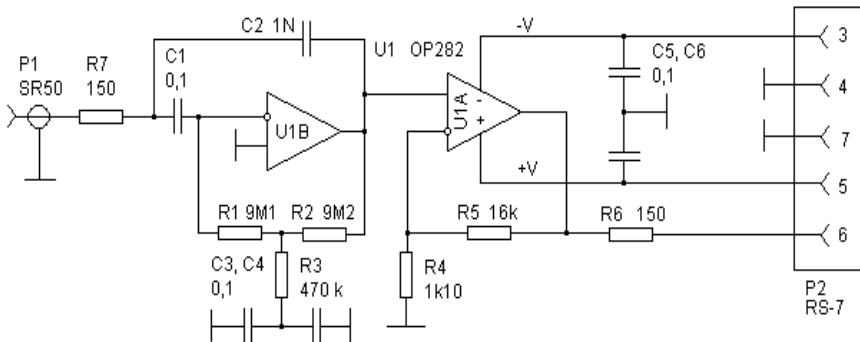 C2 1N
U1 OP282
-V
3
P1
SR50
R7
150
C1
0,1
C5, C6
0,1
4
U1B
U1A
-
+
7
+V
5
R1 9M1
R2 9M2
R5 16k
R6 150
6
C3, C4
0,1
R3
470 k
R4
1k10
P2
RS-7